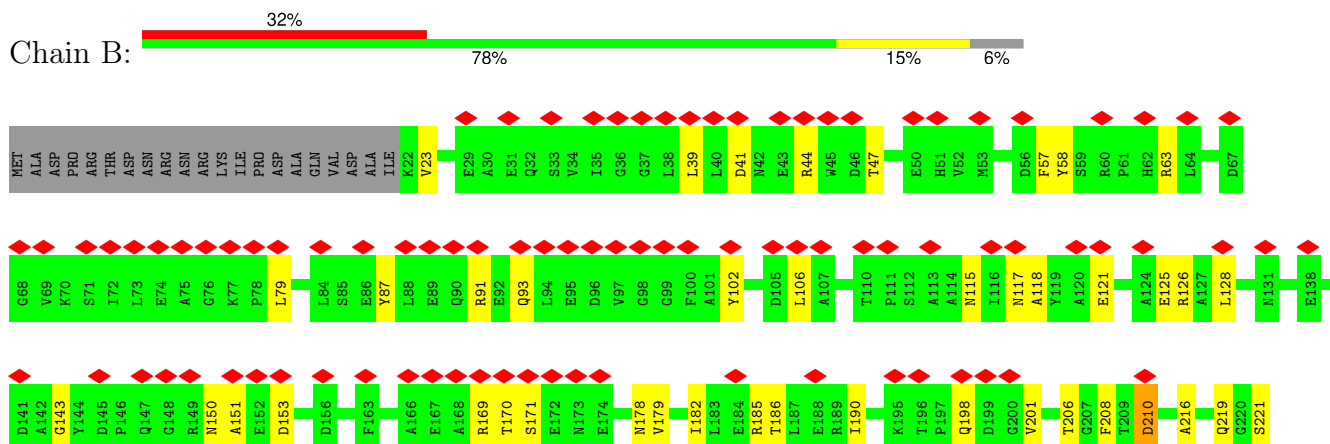 32%
Chain B:
78% 15% 6%
MET ALA ASP PRO ARG THR ASP ASN ARG ASN ARG LYS ILE PRO ASP ALA GLN VAL ASP ALA ILE K22 V23 E29 A30 E31 Q32 S33 V34 I35 G36 G37 L38 L39 L40 D41 N42 E43 R44 W45 D46 T47 E50 H51 V52 M53 D56 F57 Y58 S59 R60 P61 H62 R63 L64 D67
G68 V69 K70 S71 I72 L73 E74 A75 G76 K77 P78 L79 L84 S85 E86 Y87 L88 E89 Q90 R91 E92 Q93 L94 E95 D96 V97 G98 G99 F100 A101 Y102 D105 L106 A107 T110 P111 S112 A113 A114 N115 I116 N117 A118 Y119 A120 E121 A124 E125 R126 A127 L128 N131 E138
D141 A142 G143 Y144 D145 P146 Q147 G148 R149 N150 A151 E152 D153 D156 F163 A166 E167 A168 R169 T170 S171 E172 N173 E174 N178 V179 I182 L183 E184 R185 T186 L187 E188 R189 I190 K195 T196 P197 Q198 D199 G200 V201 T206 G207 F208 T209 D210 A216 Q219 G220 S221